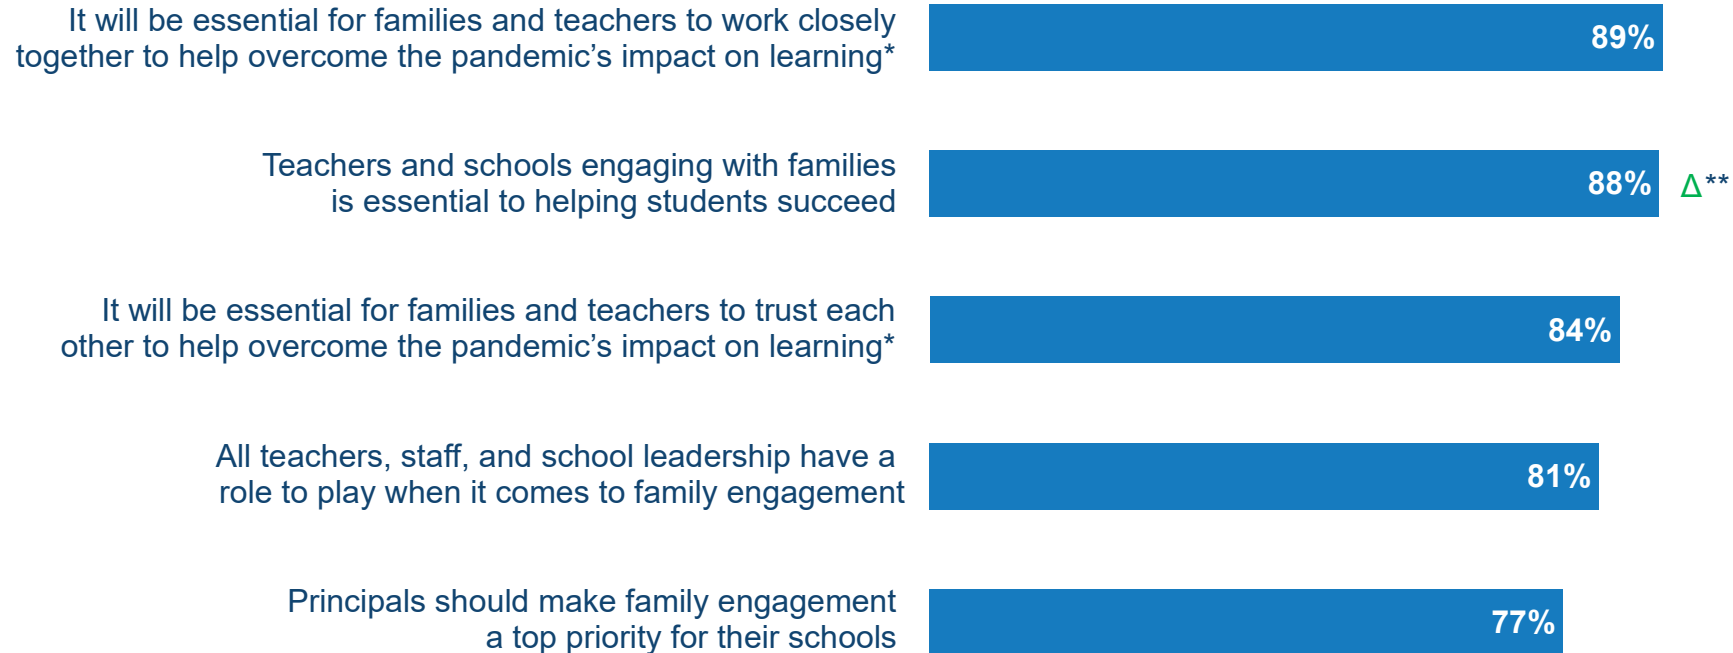 It will be essential for families and teachers to work closely
together to help overcome the pandemic’s impact on learning*
89%
Teachers and schools engaging with families
is essential to helping students succeed
88% Δ**
It will be essential for families and teachers to trust each
other to help overcome the pandemic’s impact on learning*
84%
All teachers, staff, and school leadership have a
role to play when it comes to family engagement
81%
Principals should make family engagement
a top priority for their schools
77%